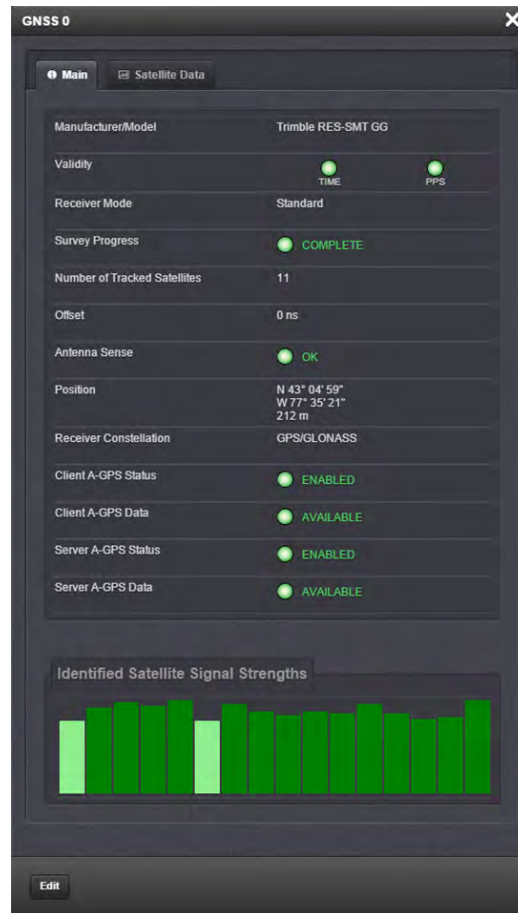 GNSS 0
Main
Satellite Data
Manufacturer/Model Trimble RES-SMT GG
Validity
TIME PPS
Receiver Mode Standard
Survey Progress COMPLETE
Number of Tracked Satellites 11
Offset 0 ns
Antenna Sense OK
Position N 43° 04' 59"
W 77° 35' 21"
212 m
Receiver Constellation GPS/GLONASS
Client A-GPS Status ENABLED
Client A-GPS Data AVAILABLE
Server A-GPS Status ENABLED
Server A-GPS Data AVAILABLE
Identified Satellite Signal Strengths
Edit